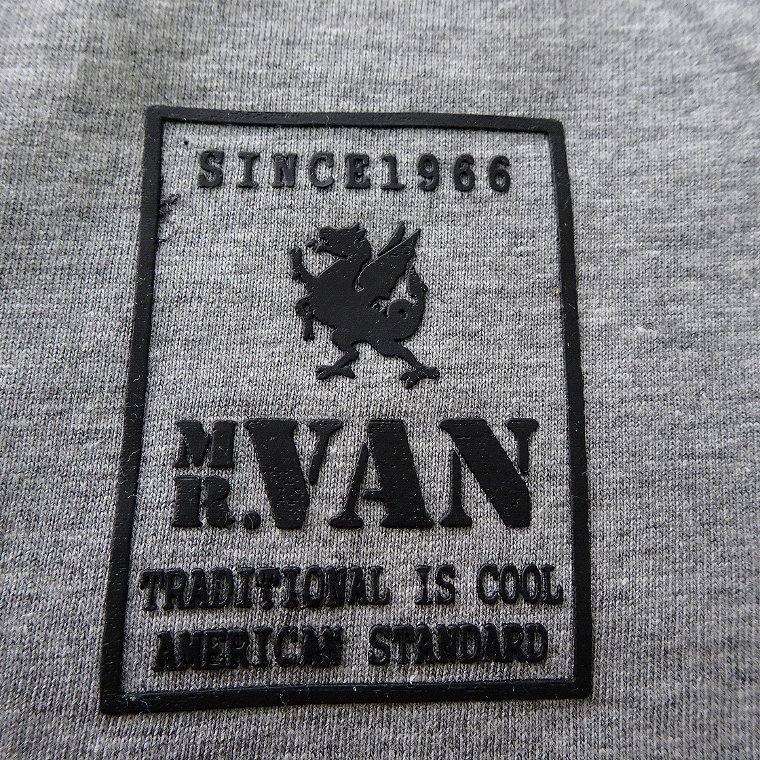 SINCE1966
MR.VAN
TRADITIONAL IS COOL
AMERICAN STANDARD